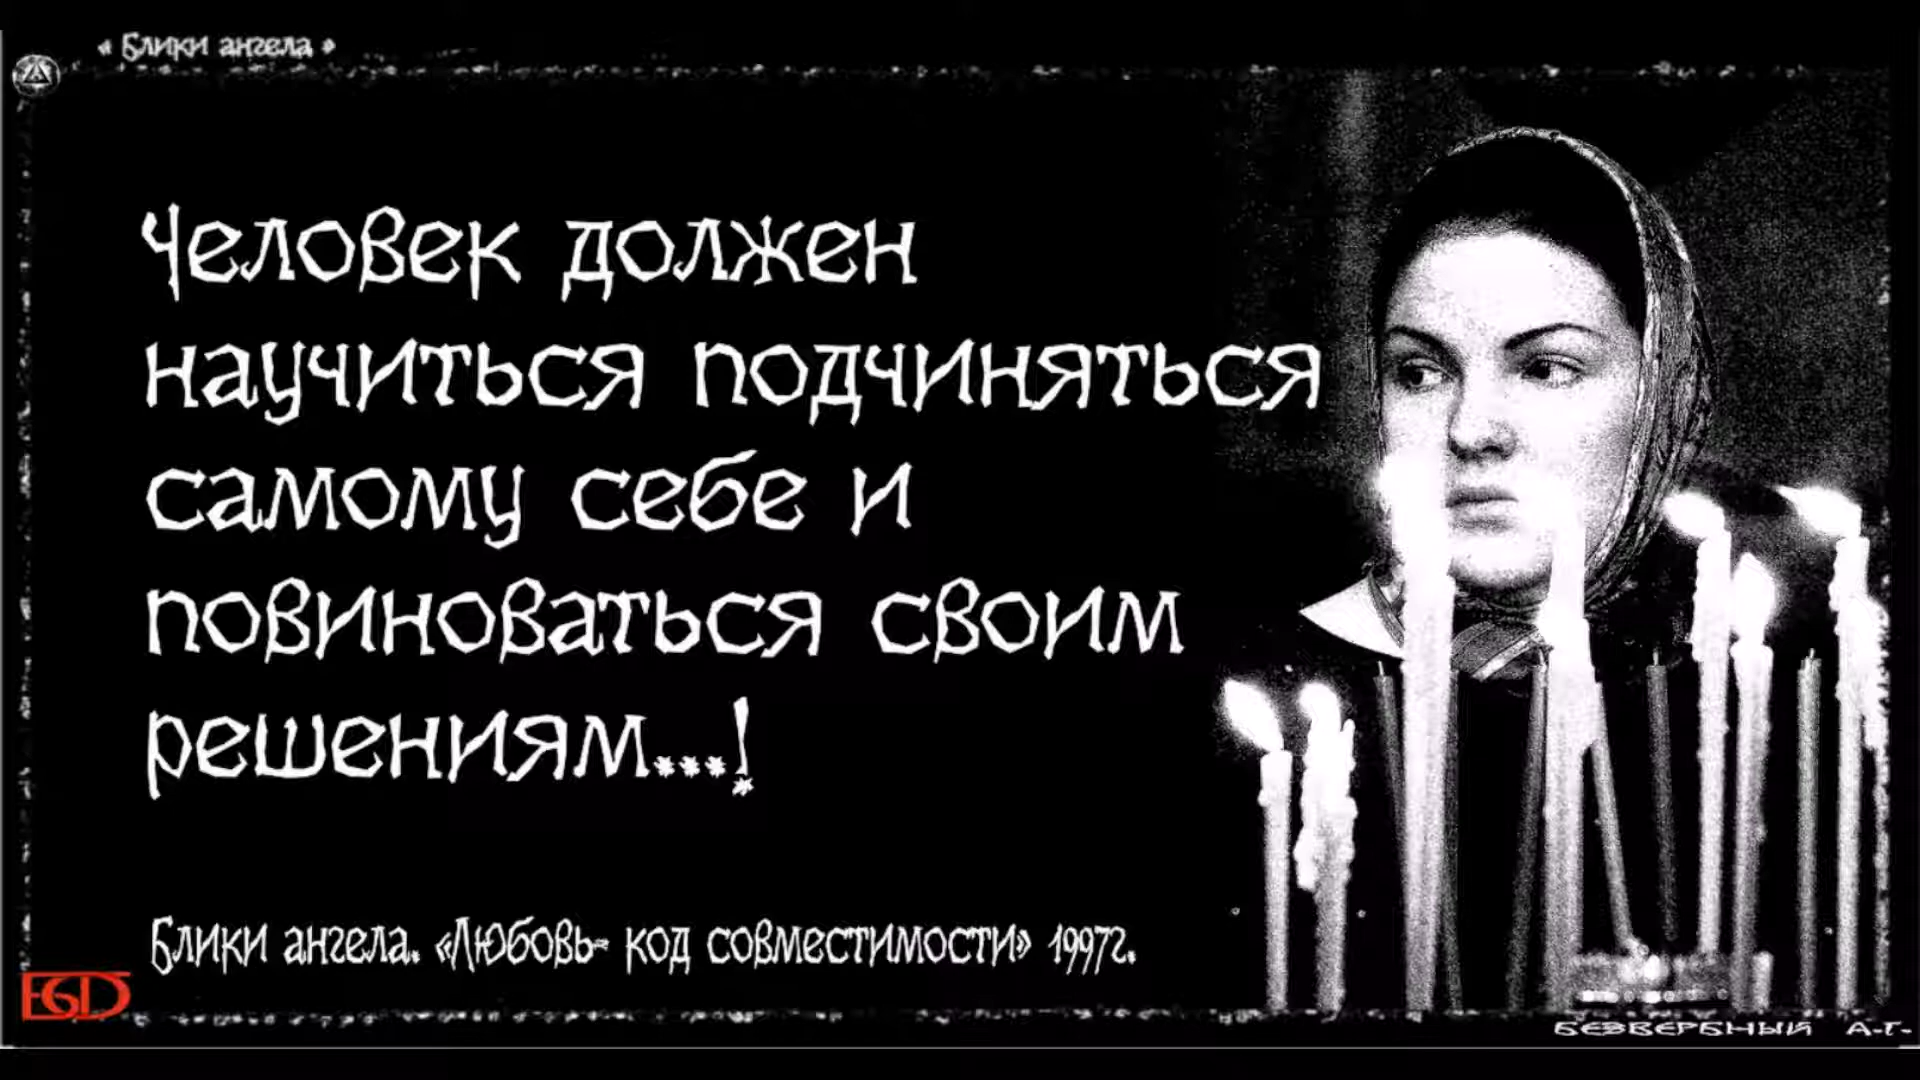 « Блики ангела »
Человек должен
научиться подчиняться
самому себе и
повиноваться своим
решениям...!
Блики ангела. «Любовь- код совместимости» 1997г.
БЕЗВЕРБНЫЙ А.Г.